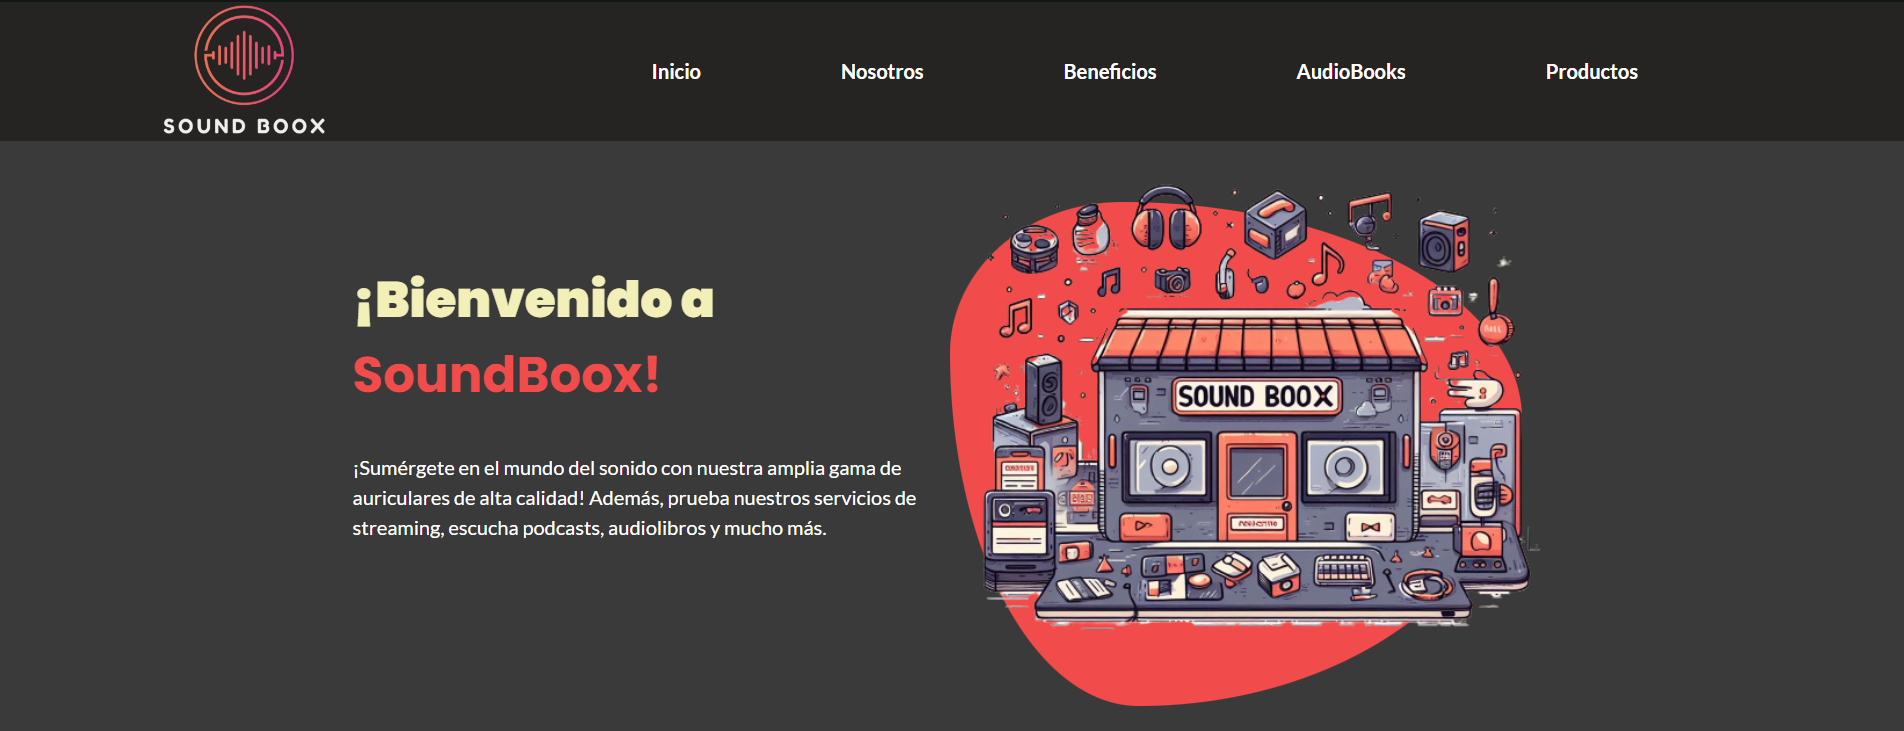 SOUND BOOX
Inicio
Nosotros
Beneficios
AudioBooks
Productos
¡Bienvenido a
SoundBoox!
¡Sumérgete en el mundo del sonido con nuestra amplia gama de
auriculares de alta calidad! Además, prueba nuestros servicios de
streaming, escucha podcasts, audiolibros y mucho más.
SOUND BOOX